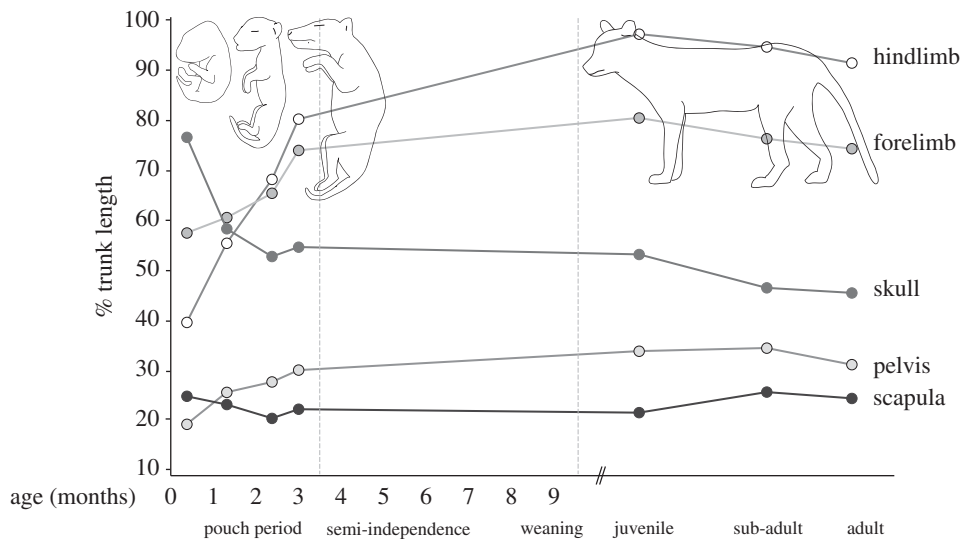 100
90
80
70
60
50
40
30
20
10
% trunk length
hindlimb
forelimb
skull
pelvis
scapula
age (months) 0 1 2 3 4 5 6 7 8 9
pouch period semi-independence weaning juvenile sub-adult adult